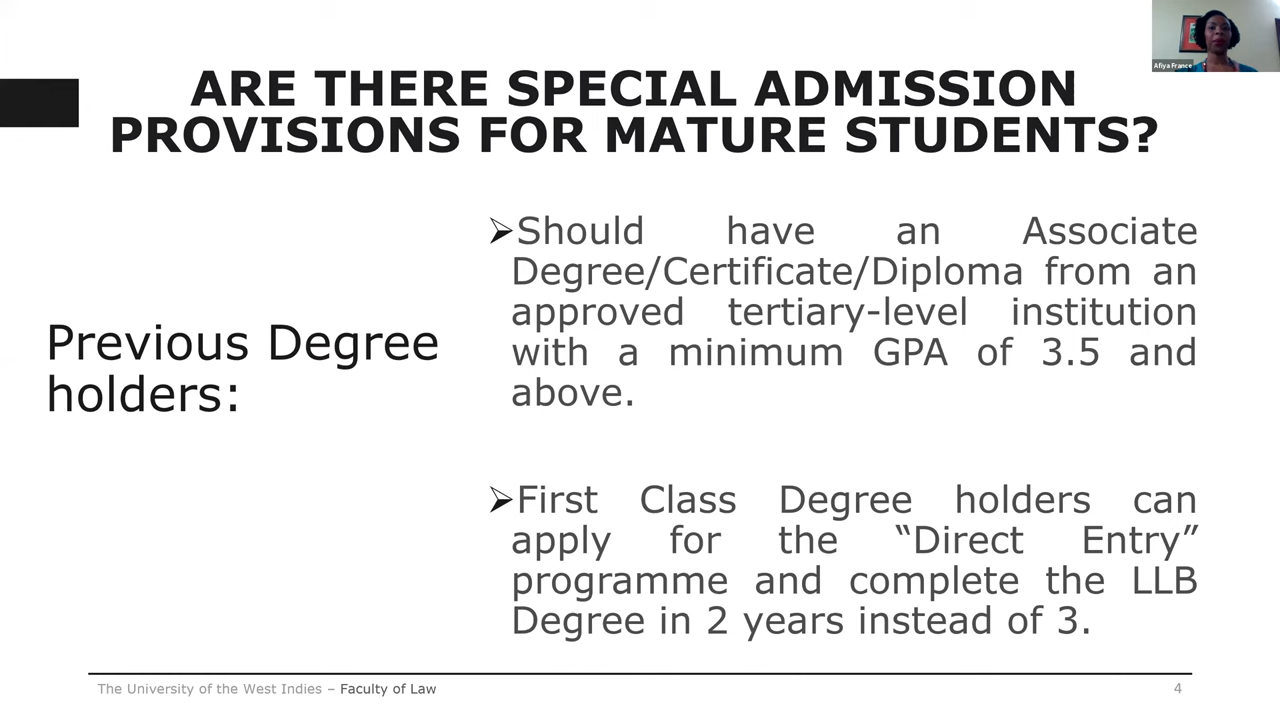 Afiya France
ARE THERE SPECIAL ADMISSION
PROVISIONS FOR MATURE STUDENTS?
Previous Degree
holders:
➢Should have an Associate
Degree/Certificate/Diploma from an
approved tertiary-level institution
with a minimum GPA of 3.5 and
above.
➢First Class Degree holders can
apply for the “Direct Entry”
programme and complete the LLB
Degree in 2 years instead of 3.
The University of the West Indies – Faculty of Law
4